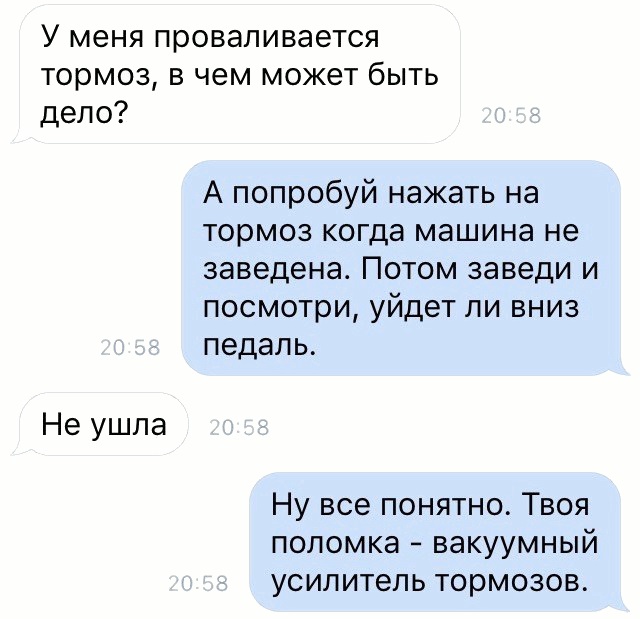 У меня проваливается
тормоз, в чем может быть
дело?
20:58
А попробуй нажать на
тормоз когда машина не
заведена. Потом заведи и
посмотри, уйдет ли вниз
педаль.
20:58
Не ушла
20:58
Ну все понятно. Твоя
поломка - вакуумный
усилитель тормозов.
20:58